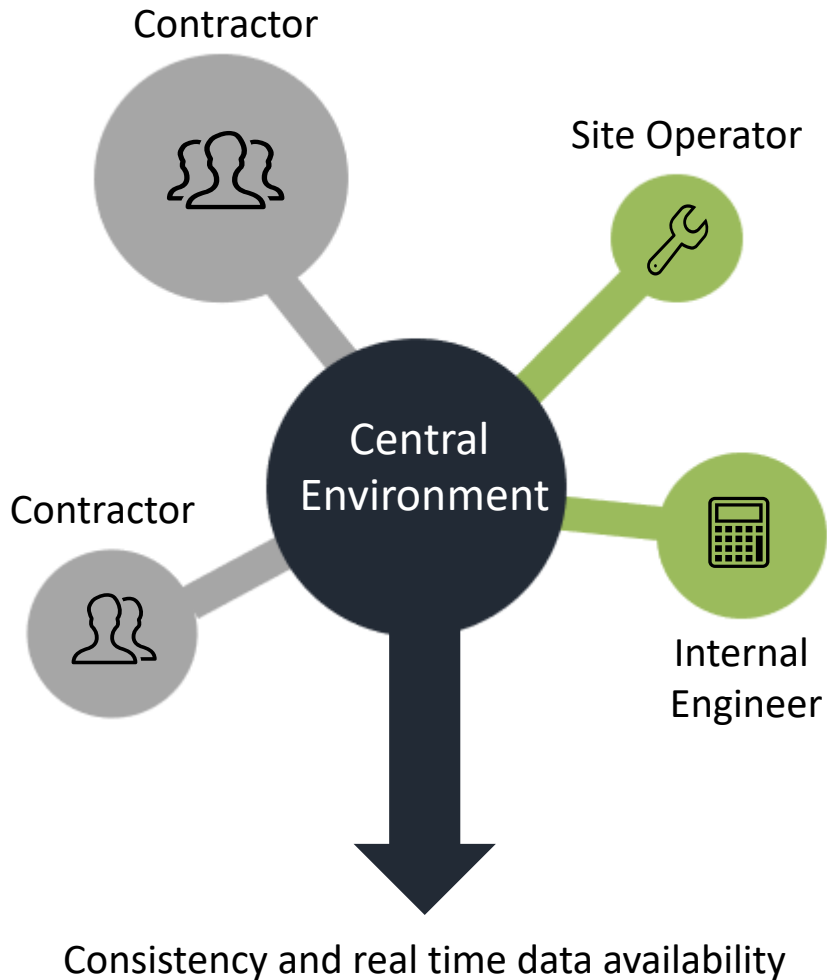 Contractor
Site Operator
Central
Environment
Contractor
Internal
Engineer
Consistency and real time data availability